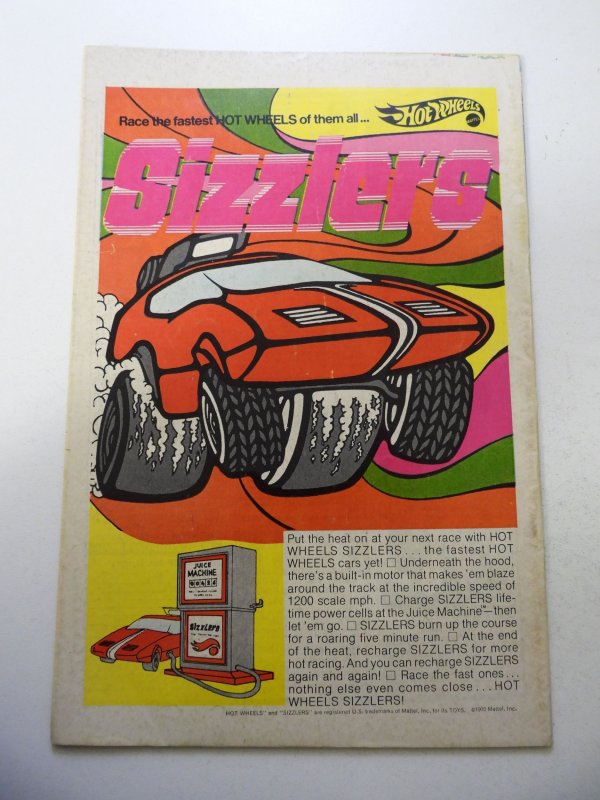 Race the fastest HOT WHEELS of them all...
HOT WHEELS
MATTEL
Sizzlers
Put the heat on at your next race with HOT
WHEELS SIZZLERS...the fastest HOT
WHEELS cars yet! □ Underneath the hood,
there's a built-in motor that makes 'em blaze
around the track at the incredible speed of
1200 scale mph. □ Charge SIZZLERS life-
time power cells at the Juice Machine™—then
let 'em go. □ SIZZLERS burn up the course
for a roaring five minute run. □ At the end
of the heat, recharge SIZZLERS for more
hot racing. And you can recharge SIZZLERS
again and again! □ Race the fast ones...
nothing else even comes close...HOT
WHEELS SIZZLERS!
JUICE
MACHINE
Sizzlers
HOT WHEELS® and "SIZZLERS" are registered U.S. trademarks of Mattel, Inc. for its TOYS. ©1970 Mattel, Inc.